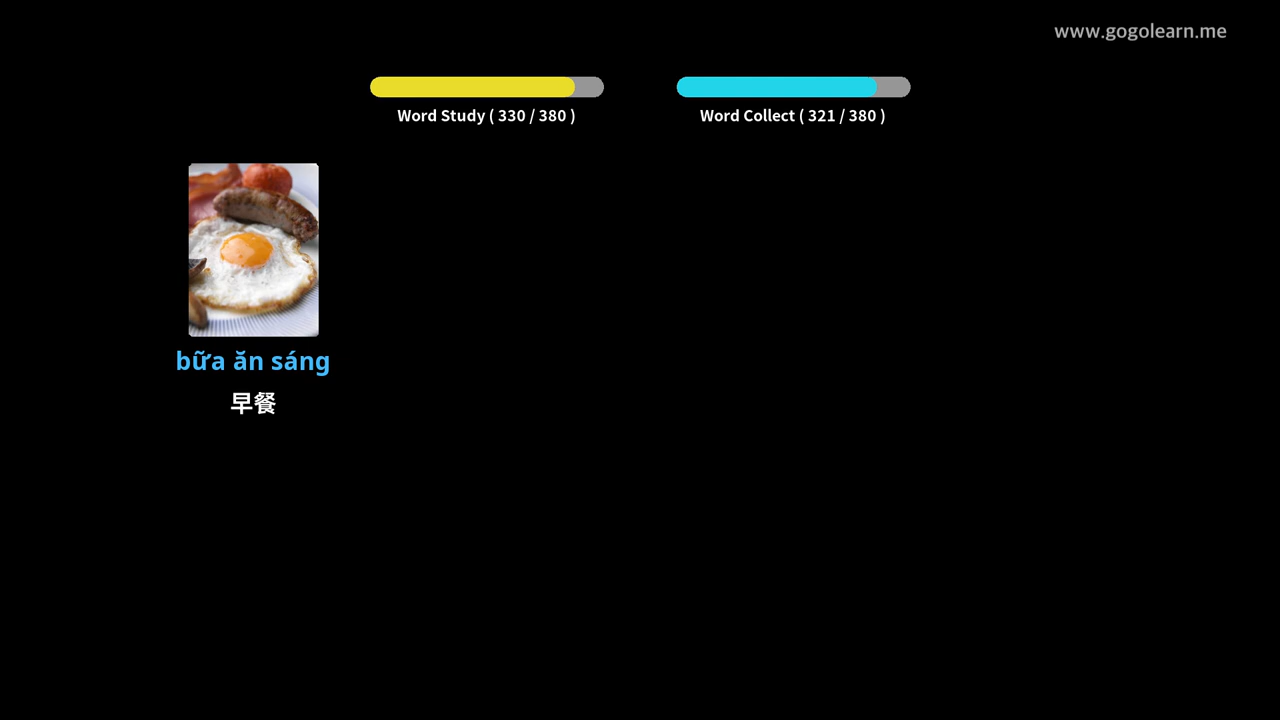 www.gogolearn.me
Word Study ( 330 / 380 )
Word Collect ( 321 / 380 )
bữa ăn sáng
早餐